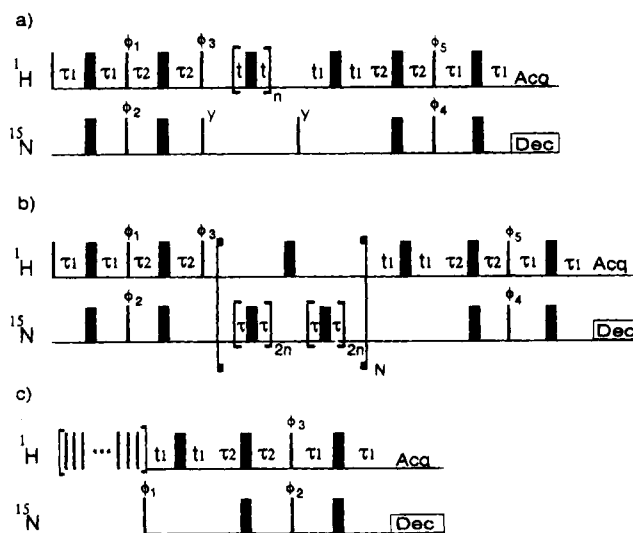 a)
ϕ1 ϕ3 ϕ5
1H τ1 τ1 τ2 τ2 [t t]n t1 t1 τ2 τ2 τ1 τ1 Acq
ϕ2 y y ϕ4
15N Dec
b)
ϕ1 ϕ3 ϕ5
1H τ1 τ1 τ2 τ2 t1 t1 τ2 τ2 τ1 τ1 Acq
ϕ2 ϕ4
15N [τ τ]2n [τ τ]2n N Dec
c)
ϕ3
1H [ ... ] t1 t1 τ2 τ2 τ1 τ1 Acq
ϕ1 ϕ2
15N Dec